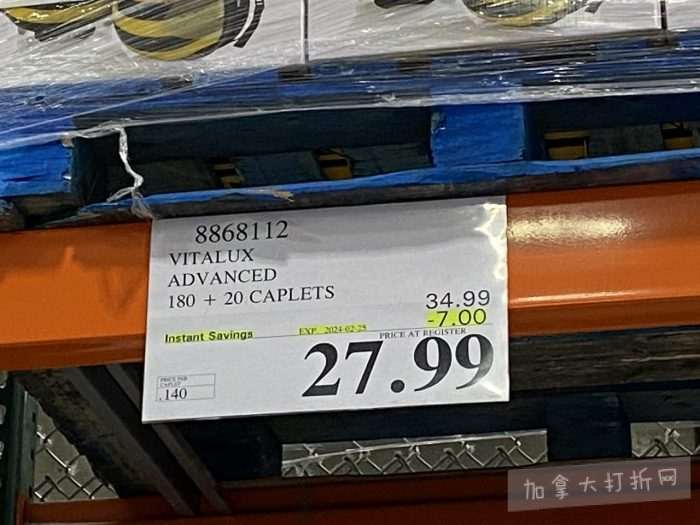 8868112
VITALUX
ADVANCED
180 + 20 CAPLETS
34.99
-7.00
Instant Savings EXP. 2024-02-25 PRICE AT REGISTER
27.99
PRICE PER
CAPLET
.140
加拿大打折网